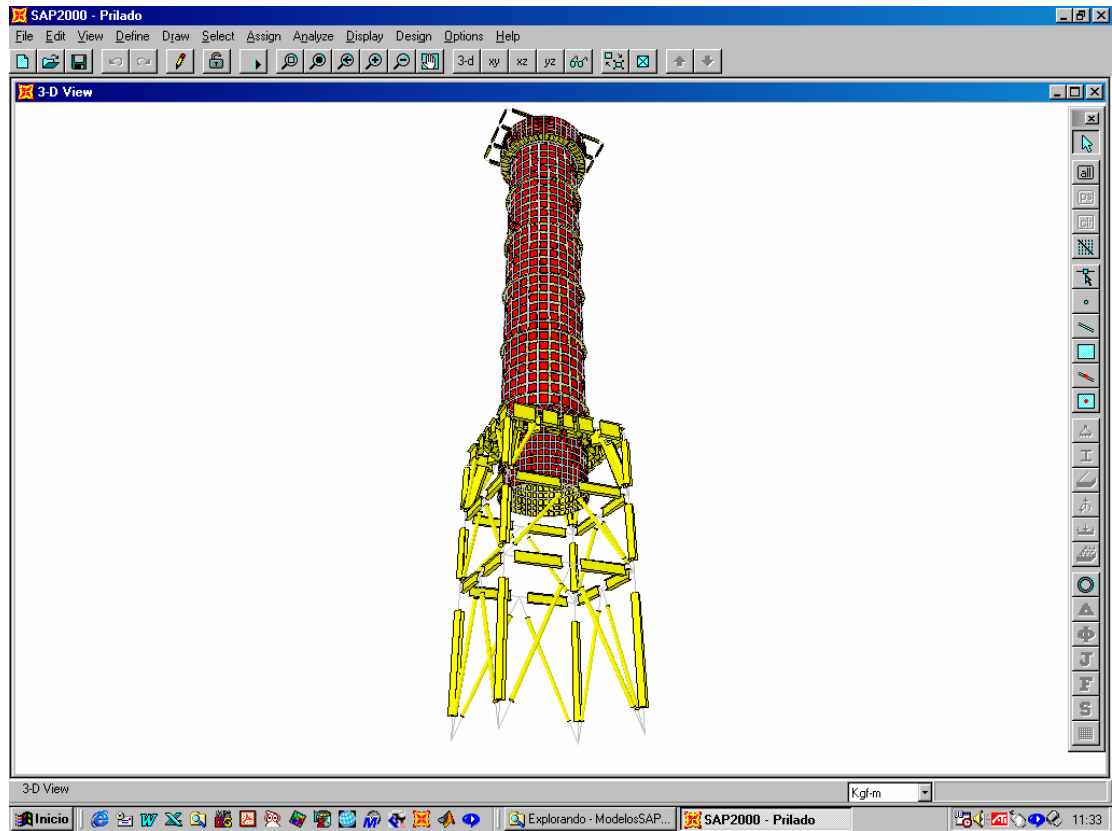 SAP2000 - Prilado
File Edit View Define Draw Select Assign Analyze Display Design Options Help
3-d xy xz yz
3-D View
all
ps
clr
J
F
S
3-D View Kgf-m
Inicio Explorando - ModelosSAP... SAP2000 - Prilado 11:33